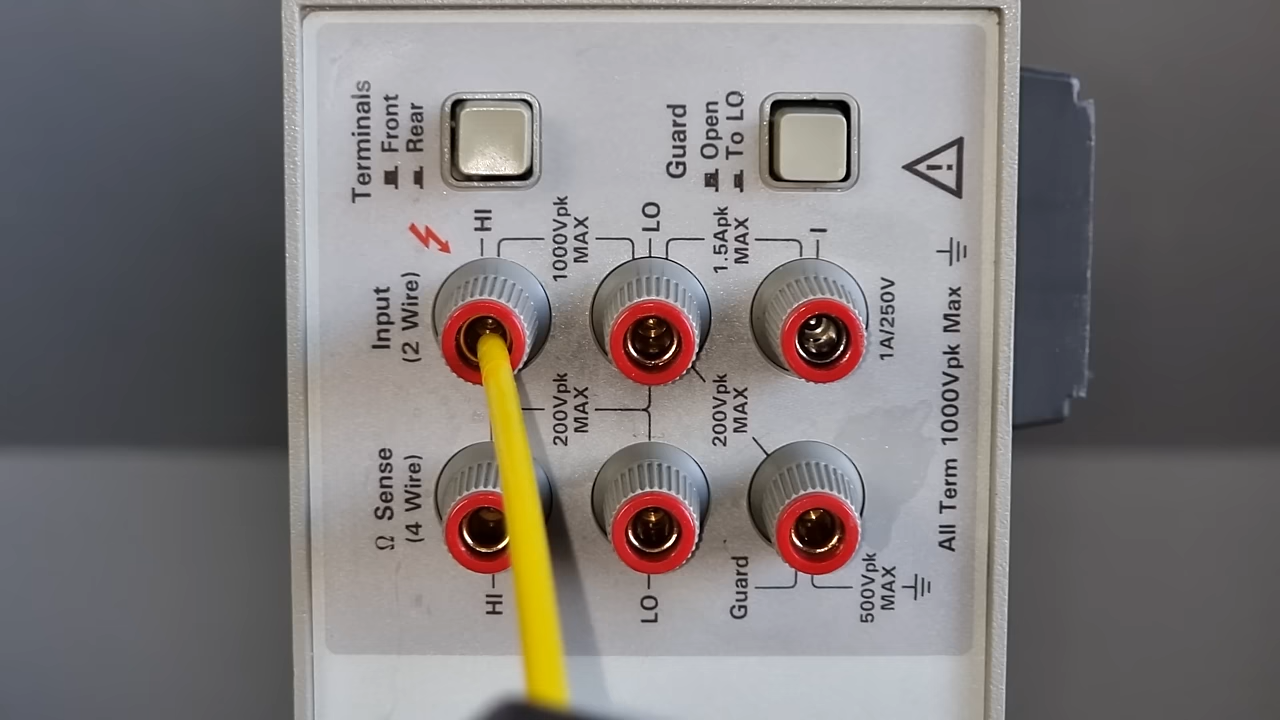 Terminals
Front
Rear
Guard
Open
To LO
HI
1000Vpk
MAX
LO
1.5Apk
MAX
I
Input
(2 Wire)
1A/250V
200Vpk
MAX
200Vpk
MAX
Ω Sense
(4 Wire)
HI
LO
Guard
500Vpk
MAX
All Term 1000Vpk Max